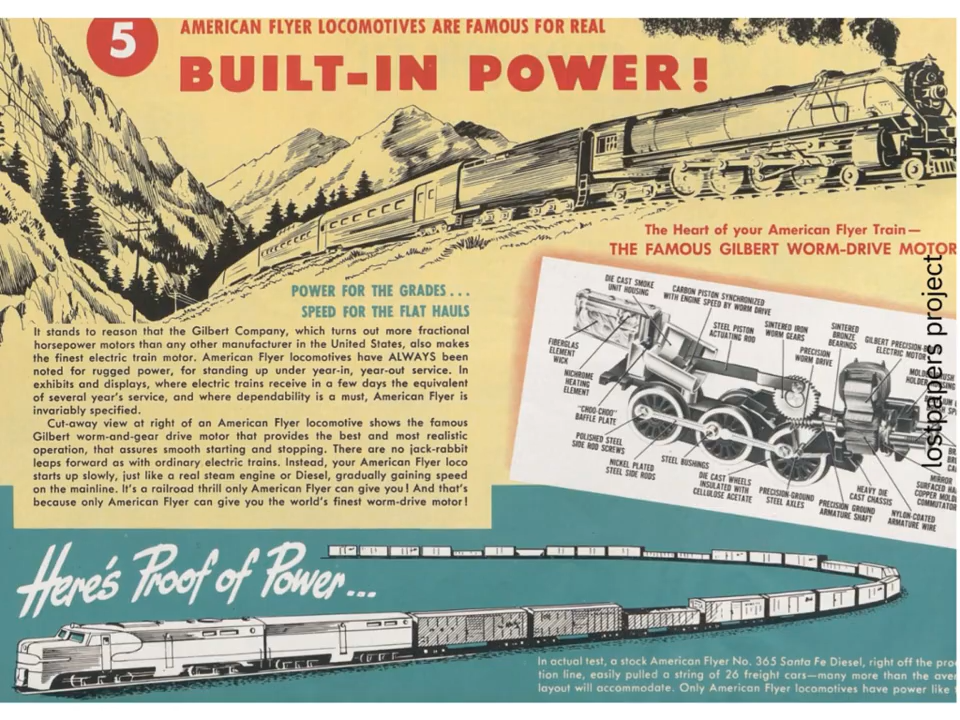 5
AMERICAN FLYER LOCOMOTIVES ARE FAMOUS FOR REAL
BUILT-IN POWER!
The Heart of your American Flyer Train—
THE FAMOUS GILBERT WORM-DRIVE MOTOR
POWER FOR THE GRADES...
SPEED FOR THE FLAT HAULS
It stands to reason that the Gilbert Company, which turns out more fractional
horsepower motors than any other manufacturer in the United States, also makes
the finest electric train motor. American Flyer locomotives have ALWAYS been
noted for rugged power, for standing up under year-in, year-out service. In
exhibits and displays, where electric trains receive in a few days the equivalent
of several year's service, and where dependability is a must, American Flyer is
invariably specified.
Cut-away view at right of an American Flyer locomotive shows the famous
Gilbert worm-and-gear drive motor that provides the best and most realistic
operation, that assures smooth starting and stopping. There are no jack-rabbit
leaps forward as with ordinary electric trains. Instead, your American Flyer loco
starts up slowly, just like a real steam engine or Diesel, gradually gaining speed
on the mainline. It's a railroad thrill only American Flyer can give you! And that's
because only American Flyer can give you the world's finest worm-drive motor!
DIE CAST SMOKE
UNIT HOUSING
CARBON PISTON SYNCHRONIZED
WITH ENGINE SPEED BY WORM DRIVE
STEEL PISTON
ACTUATING ROD
SINTERED IRON
WORM GEARS
SINTERED
BRONZE
BEARINGS
PRECISION
WORM DRIVE
GILBERT PRECISION
ELECTRIC MOTOR
HOLDER
FIBERGLAS
ELEMENT
WICK
NICHROME
HEATING
ELEMENT
"CHOO-CHOO"
BAFFLE PLATE
POLISHED STEEL
SIDE ROD SCREWS
NICKEL PLATED
STEEL SIDE RODS
STEEL BUSHINGS
DIE CAST WHEELS
INSULATED WITH
CELLULOSE ACETATE
PRECISION-GROUND
STEEL AXLES
PRECISION GROUND
ARMATURE SHAFT
HEAVY DIE
CAST CHASSIS
NYLON-COATED
ARMATURE WIRE
MIRROR
SURFACED
COPPER
COMMUTATOR
lostpapers project
Here's Proof of Power...
In actual test, a stock American Flyer No. 365 Santa Fe Diesel, right off the
tion line, easily pulled a string of 26 freight cars—many more than the
layout will accommodate. Only American Flyer locomotives have power like